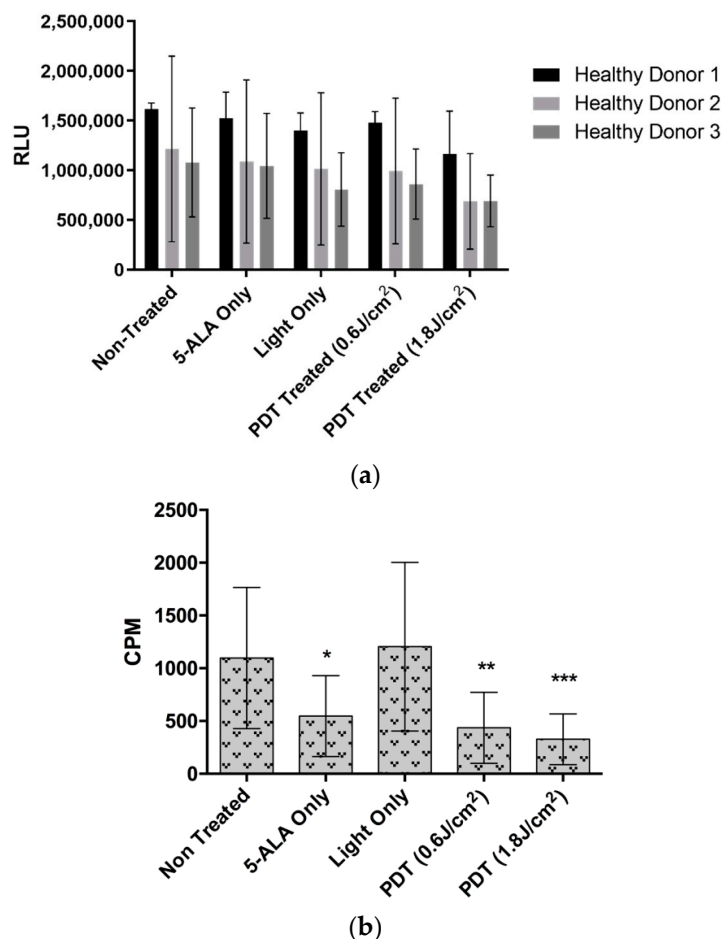 2,500,000
2,000,000
1,500,000
1,000,000
500,000
0
RLU
Healthy Donor 1
Healthy Donor 2
Healthy Donor 3
Non-Treated
5-ALA Only
Light Only
PDT Treated (0.6J/cm²)
PDT Treated (1.8J/cm²)
(a)
2500
2000
1500
1000
500
0
CPM
*
**
***
Non Treated
5-ALA Only
Light Only
PDT (0.6J/cm²)
PDT (1.8J/cm²)
(b)